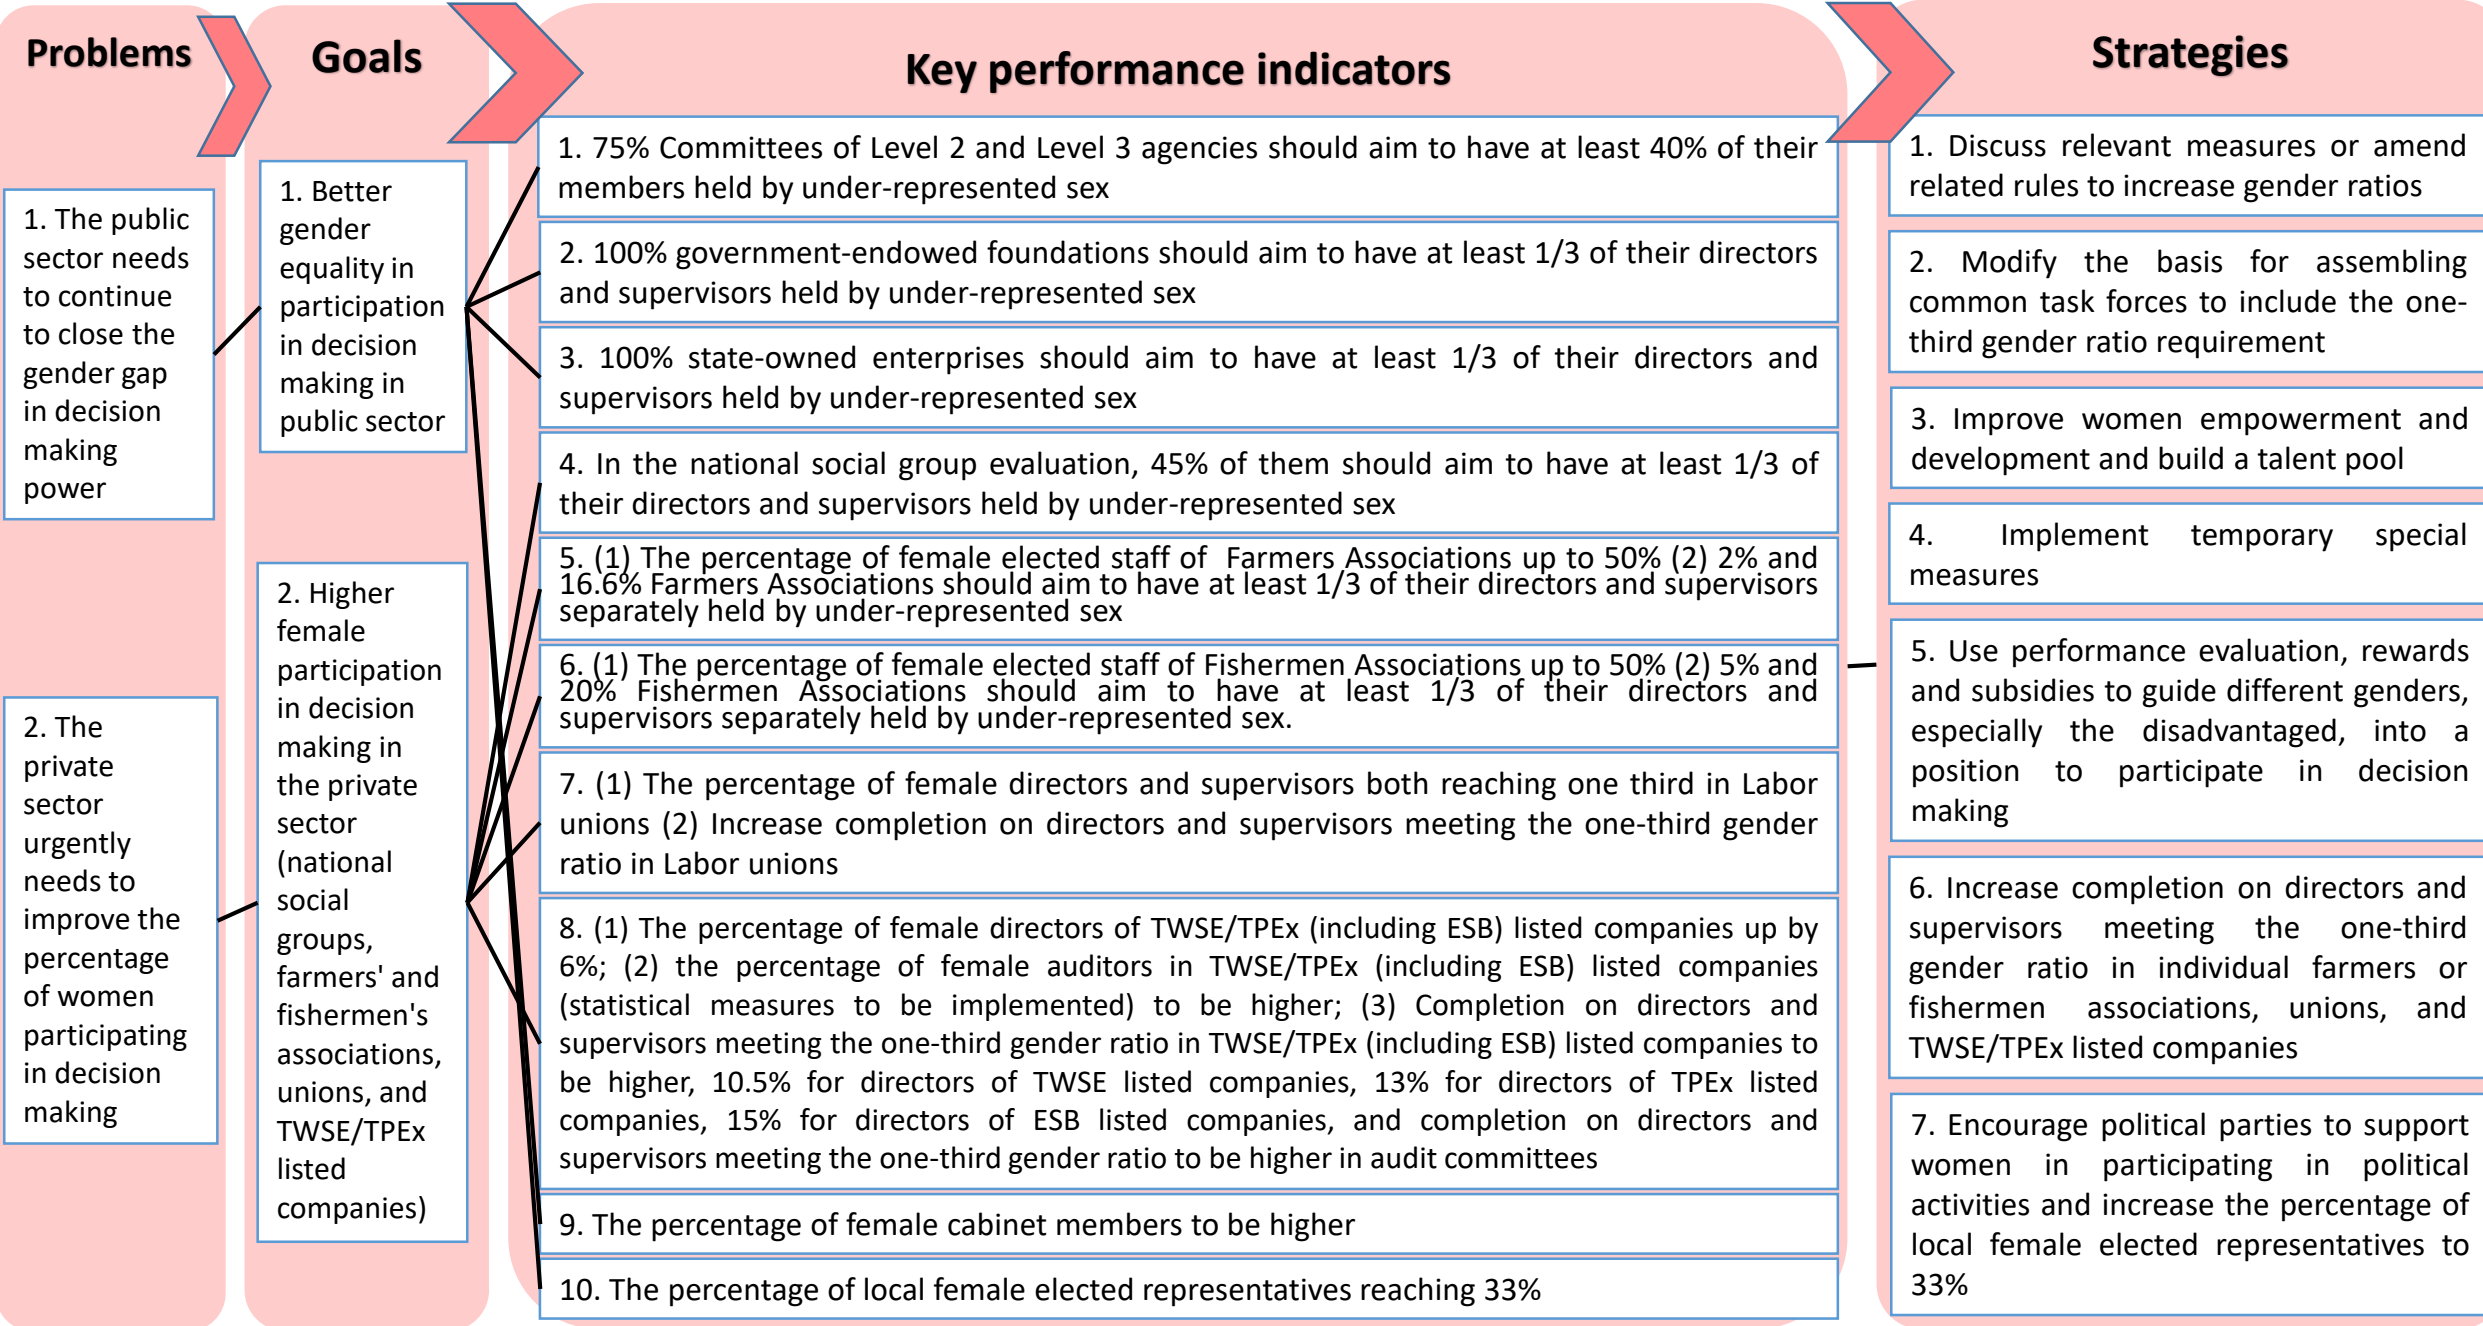 Problems
1. The public
sector needs
to continue
to close the
gender gap
in decision
making
power
2. The
private
sector
urgently
needs to
improve the
percentage
of women
participating
in decision
making
Goals
1. Better
gender
equality in
participation
in decision
making in
public sector
2. Higher
female
participation
in decision
making in
the private
sector
(national
social
groups,
farmers' and
fishermen's
associations,
unions, and
TWSE/TPEx
listed
companies)
Key performance indicators
1. 75% Committees of Level 2 and Level 3 agencies should aim to have at least 40% of their
members held by under-represented sex
2. 100% government-endowed foundations should aim to have at least 1/3 of their directors
and supervisors held by under-represented sex
3. 100% state-owned enterprises should aim to have at least 1/3 of their directors and
supervisors held by under-represented sex
4. In the national social group evaluation, 45% of them should aim to have at least 1/3 of
their directors and supervisors held by under-represented sex
5. (1) The percentage of female elected staff of Farmers Associations up to 50% (2) 2% and
16.6% Farmers Associations should aim to have at least 1/3 of their directors and supervisors
separately held by under-represented sex
6. (1) The percentage of female elected staff of Fishermen Associations up to 50% (2) 5% and
20% Fishermen Associations should aim to have at least 1/3 of their directors and
supervisors separately held by under-represented sex.
7. (1) The percentage of female directors and supervisors both reaching one third in Labor
unions (2) Increase completion on directors and supervisors meeting the one-third gender
ratio in Labor unions
8. (1) The percentage of female directors of TWSE/TPEx (including ESB) listed companies up by
6%; (2) the percentage of female auditors in TWSE/TPEx (including ESB) listed companies
(statistical measures to be implemented) to be higher; (3) Completion on directors and
supervisors meeting the one-third gender ratio in TWSE/TPEx (including ESB) listed companies to
be higher, 10.5% for directors of TWSE listed companies, 13% for directors of TPEx listed
companies, 15% for directors of ESB listed companies, and completion on directors and
supervisors meeting the one-third gender ratio to be higher in audit committees
9. The percentage of female cabinet members to be higher
10. The percentage of local female elected representatives reaching 33%
Strategies
1. Discuss relevant measures or amend
related rules to increase gender ratios
2. Modify the basis for assembling
common task forces to include the one-
third gender ratio requirement
3. Improve women empowerment and
development and build a talent pool
4. Implement temporary special
measures
5. Use performance evaluation, rewards
and subsidies to guide different genders,
especially the disadvantaged, into a
position to participate in decision
making
6. Increase completion on directors and
supervisors meeting the one-third
gender ratio in individual farmers or
fishermen associations, unions, and
TWSE/TPEx listed companies
7. Encourage political parties to support
women in participating in political
activities and increase the percentage of
local female elected representatives to
33%